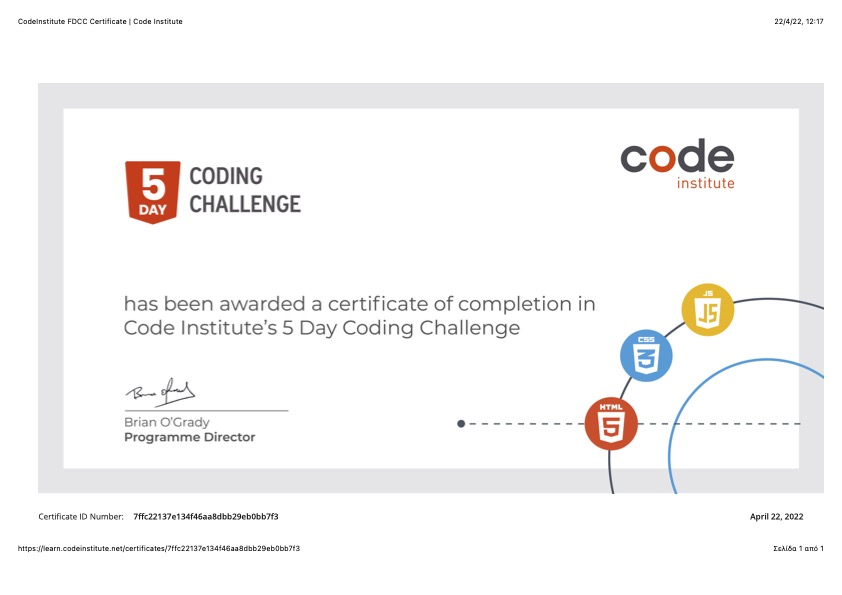 CodeInstitute FDCC Certificate | Code Institute
22/4/22, 12:17
5
DAY
CODING
CHALLENGE
code
institute
has been awarded a certificate of completion in
Code Institute's 5 Day Coding Challenge
JS
JS
CSS
3
HTML
5
Brian O'Grady
Programme Director
Certificate ID Number: 7ffc22137e134f46aa8dbb29eb0bb7f3
April 22, 2022
https://learn.codeinstitute.net/certificates/7ffc22137e134f46aa8dbb29eb0bb7f3
Σελίδα 1 από 1